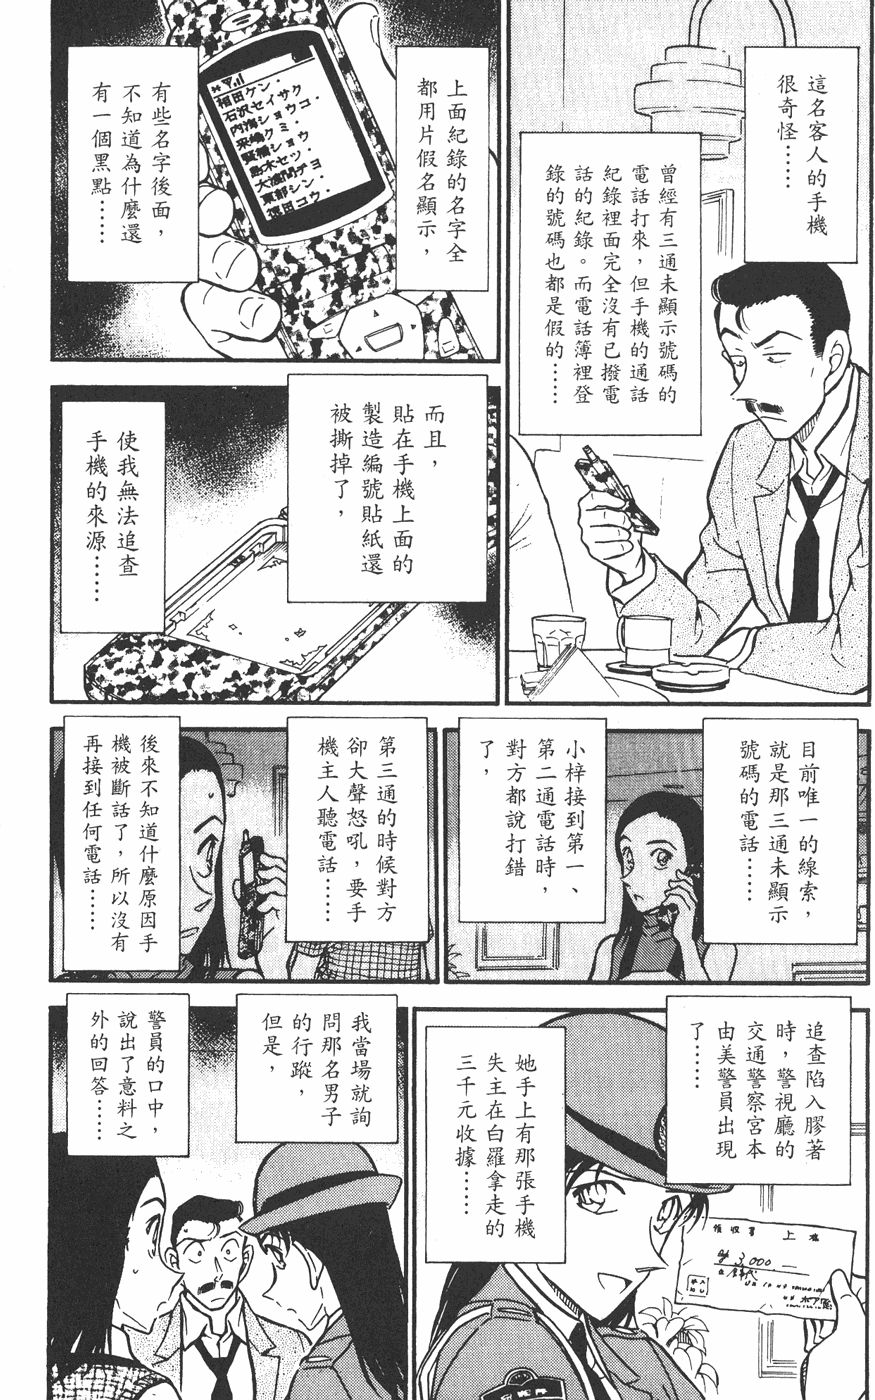 這名客人的手機
很奇怪……
曾經有三通未顯示號碼的
電話打來，但手機的通話
紀錄裡面完全沒有已撥電
話的紀錄。而電話薄裡登
錄的號碼也都是假的……
上面紀錄的名字全
都用片假名顯示，
有些名字後面，
不知道為什麼還
有一個黑點……
相田ケン・
石沢セイサク
内海ショウコ・
栗橋クミ・
賢橋ショウ
鳥木セツ・
東都シン・
徳田コウ・
而且，
貼在手機上面的
製造編號貼紙還
被撕掉了，
使我無法追查
手機的來源……
目前唯一的線索，
就是那三通未顯示
號碼的電話……
小梓接到第一、
第二通電話時，
對方都說打錯
了，
第三通的時候對方
卻大聲怒吼，要手
機主人聽電話……
後來不知道什麼原因手
機被斷話了，所以沒有
再接到任何電話……
追查陷入膠著
時，警視廳的
交通警察宮本
由美警員出現
了……
她手上有那張手機
失主在白羅拿走的
三千元收據……
領収書 上様
3,000
我當場就詢
問那名男子
的行蹤，
但是，
警員的口中，
說出了意料之
外的回答……